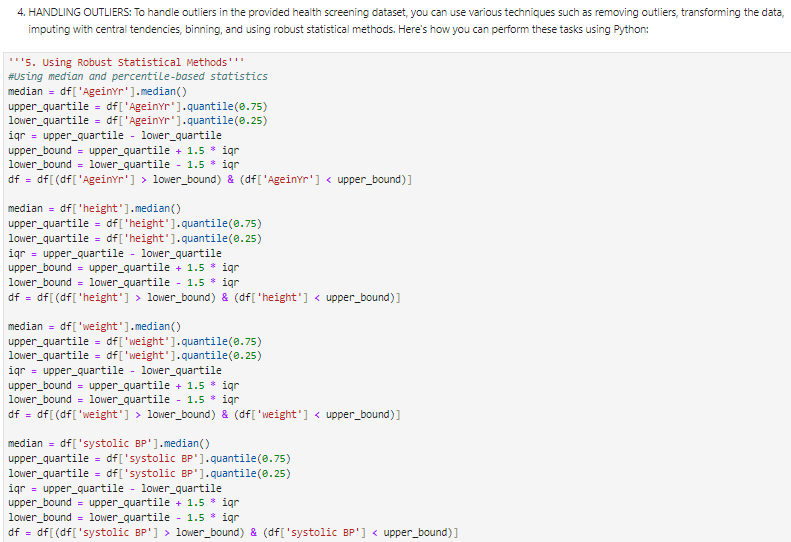 4. HANDLING OUTLIERS: To handle outliers in the provided health screening dataset, you can use various techniques such as removing outliers, transforming the data,
imputing with central tendencies, binning, and using robust statistical methods. Here's how you can perform these tasks using Python:
'''5. Using Robust Statistical Methods'''
#Using median and percentile-based statistics
median = df['AgeinYr'].median()
upper_quartile = df['AgeinYr'].quantile(0.75)
lower_quartile = df['AgeinYr'].quantile(0.25)
iqr = upper_quartile - lower_quartile
upper_bound = upper_quartile + 1.5 * iqr
lower_bound = lower_quartile - 1.5 * iqr
df = df[(df['AgeinYr'] > lower_bound) & (df['AgeinYr'] < upper_bound)]
median = df['height'].median()
upper_quartile = df['height'].quantile(0.75)
lower_quartile = df['height'].quantile(0.25)
iqr = upper_quartile - lower_quartile
upper_bound = upper_quartile + 1.5 * iqr
lower_bound = lower_quartile - 1.5 * iqr
df = df[(df['height'] > lower_bound) & (df['height'] < upper_bound)]
median = df['weight'].median()
upper_quartile = df['weight'].quantile(0.75)
lower_quartile = df['weight'].quantile(0.25)
iqr = upper_quartile - lower_quartile
upper_bound = upper_quartile + 1.5 * iqr
lower_bound = lower_quartile - 1.5 * iqr
df = df[(df['weight'] > lower_bound) & (df['weight'] < upper_bound)]
median = df['systolic BP'].median()
upper_quartile = df['systolic BP'].quantile(0.75)
lower_quartile = df['systolic BP'].quantile(0.25)
iqr = upper_quartile - lower_quartile
upper_bound = upper_quartile + 1.5 * iqr
lower_bound = lower_quartile - 1.5 * iqr
df = df[(df['systolic BP'] > lower_bound) & (df['systolic BP'] < upper_bound)]